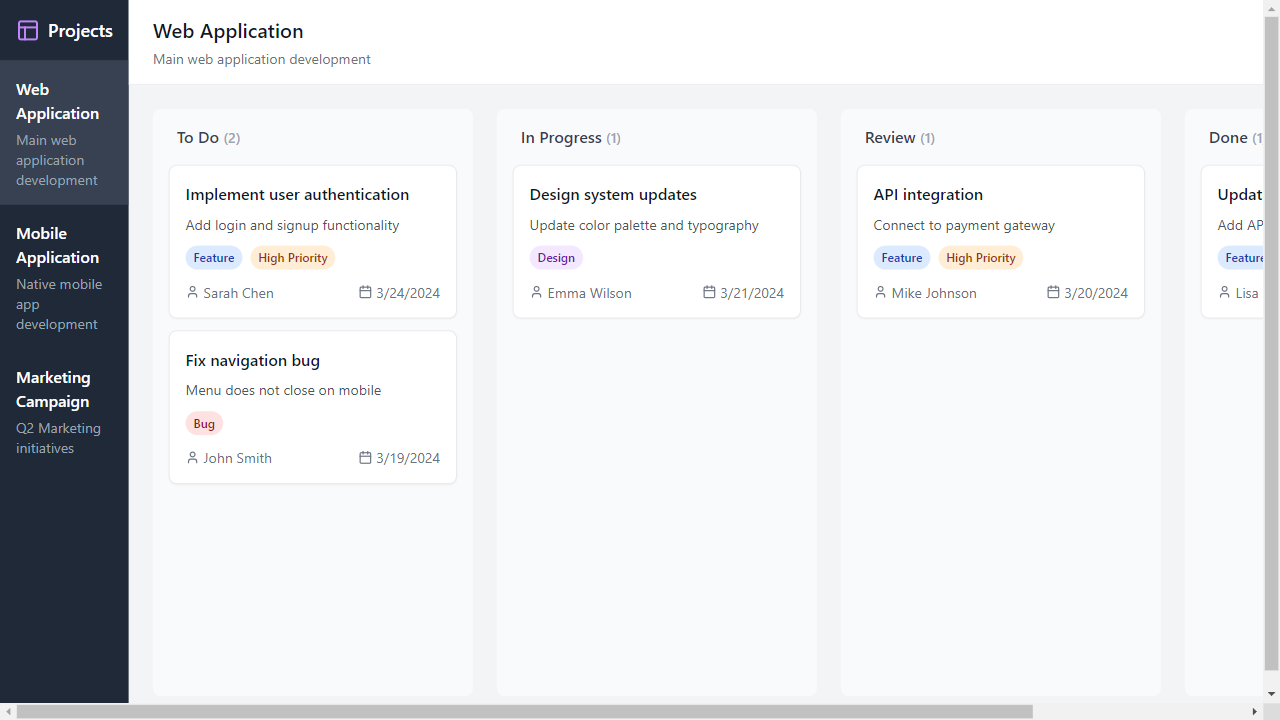 Projects
Web
Application
Main web
application
development
Mobile
Application
Native mobile
app
development
Marketing
Campaign
Q2 Marketing
initiatives
Web Application
Main web application development
To Do (2)
Implement user authentication
Add login and signup functionality
Feature High Priority
Sarah Chen 3/24/2024
Fix navigation bug
Menu does not close on mobile
Bug
John Smith 3/19/2024
In Progress (1)
Design system updates
Update color palette and typography
Design
Emma Wilson 3/21/2024
Review (1)
API integration
Connect to payment gateway
Feature High Priority
Mike Johnson 3/20/2024
Done (1
Updat
Add AP
Feature
Lisa